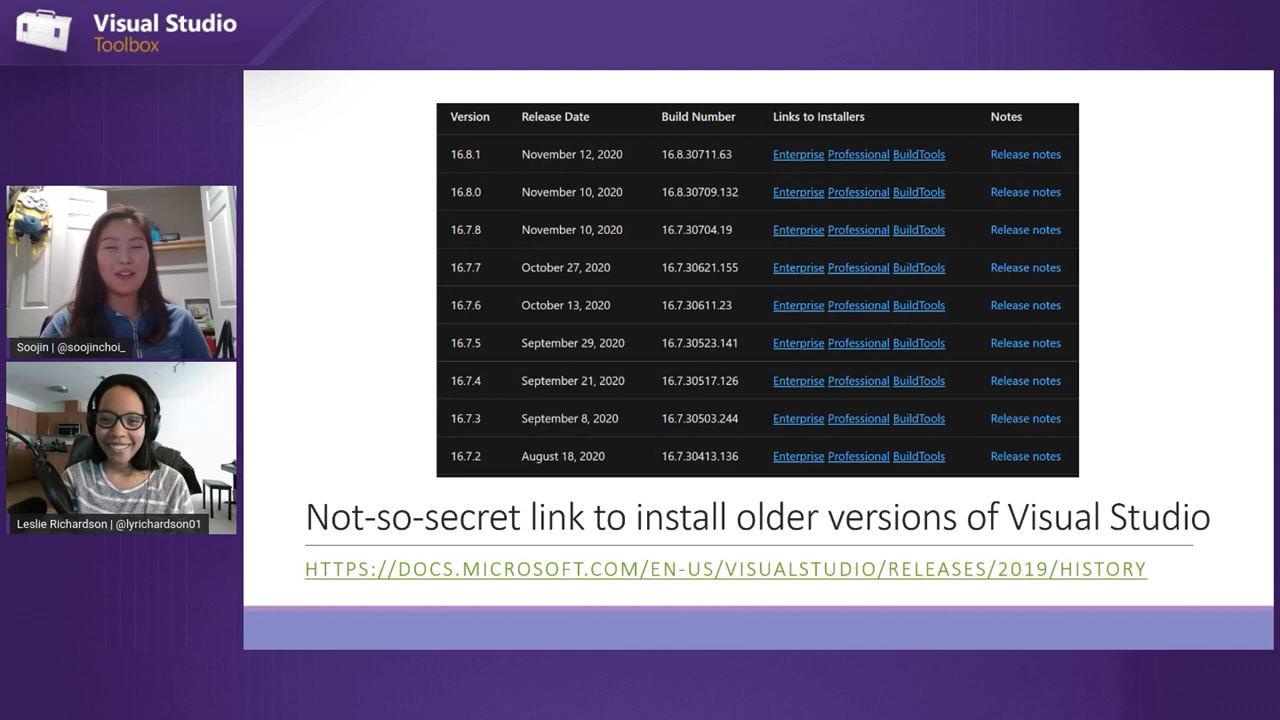 Visual Studio
Toolbox
Version Release Date Build Number Links to Installers Notes
16.8.1 November 12, 2020 16.8.30711.63 Enterprise Professional BuildTools Release notes
16.8.0 November 10, 2020 16.8.30709.132 Enterprise Professional BuildTools Release notes
16.7.8 November 10, 2020 16.7.30704.19 Enterprise Professional BuildTools Release notes
16.7.7 October 27, 2020 16.7.30621.155 Enterprise Professional BuildTools Release notes
16.7.6 October 13, 2020 16.7.30611.23 Enterprise Professional BuildTools Release notes
16.7.5 September 29, 2020 16.7.30523.141 Enterprise Professional BuildTools Release notes
16.7.4 September 21, 2020 16.7.30517.126 Enterprise Professional BuildTools Release notes
16.7.3 September 8, 2020 16.7.30503.244 Enterprise Professional BuildTools Release notes
16.7.2 August 18, 2020 16.7.30413.136 Enterprise Professional BuildTools Release notes
Soojin | @soojinchoi_
Leslie Richardson | @lyrichardson01
Not-so-secret link to install older versions of Visual Studio
HTTPS://DOCS.MICROSOFT.COM/EN-US/VISUALSTUDIO/RELEASES/2019/HISTORY